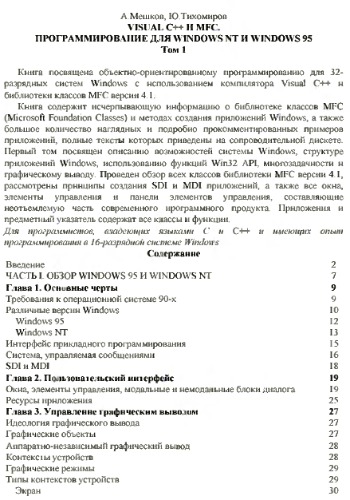 А.Мешков, Ю.Тихомиров
VISUAL C++ И MFC.
ПРОГРАММИРОВАНИЕ ДЛЯ WINDOWS NT И WINDOWS 95
Том 1
Книга посвящена объектно-ориентированному программированию для 32-
разрядных систем Windows с использованием компилятора Visual C++ и
библиотеки классов MFC версии 4.1.
Книга содержит исчерпывающую информацию о библиотеке классов MFC
(Microsoft Foundation Classes) и методах создания приложений Windows, а также
большое количество наглядных и подробно прокомментированных примеров
приложений, полные тексты которых приведены на сопроводительной дискете.
Первый том посвящен описанию возможностей системы Windows, структуре
приложений Windows, использованию функций Win32 API, многозадачности и
графическому выводу. Проведен обзор всех классов библиотеки MFC версии 4.1,
рассмотрены принципы создания SDI и MDI приложений, а также все окна,
элементы управления и панели элементов управления, составляющие
неотъемлемую часть современного программного продукта. Приложения и
предметный указатель содержат все классы и функции.
Для программистов, владеющих языками С и С++ и имеющих опыт
программирования в 16-разрядной системе Windows
Содержание
Введение 2
ЧАСТЬ I. ОБЗОР WINDOWS 95 И WINDOWS NT 7
Глава 1. Основные черты 9
Требования к операционной системе 90-х 9
Различные версии Windows 10
Windows 95 12
Windows NT 13
Интерфейс прикладного программирования 15
Система, управляемая сообщениями 16
SDI и MDI 18
Глава 2. Пользовательский интерфейс 19
Окна, элементы управления, модальные и немодальные блоки диалога 19
Ресурсы приложения 25
Глава 3. Управление графическим выводом 27
Идеология графического вывода 27
Графические объекты 27
Аппаратно-независимый графический вывод 28
Контексты устройств 28
Графические режимы 29
Типы контекстов устройств 29
Экран 30